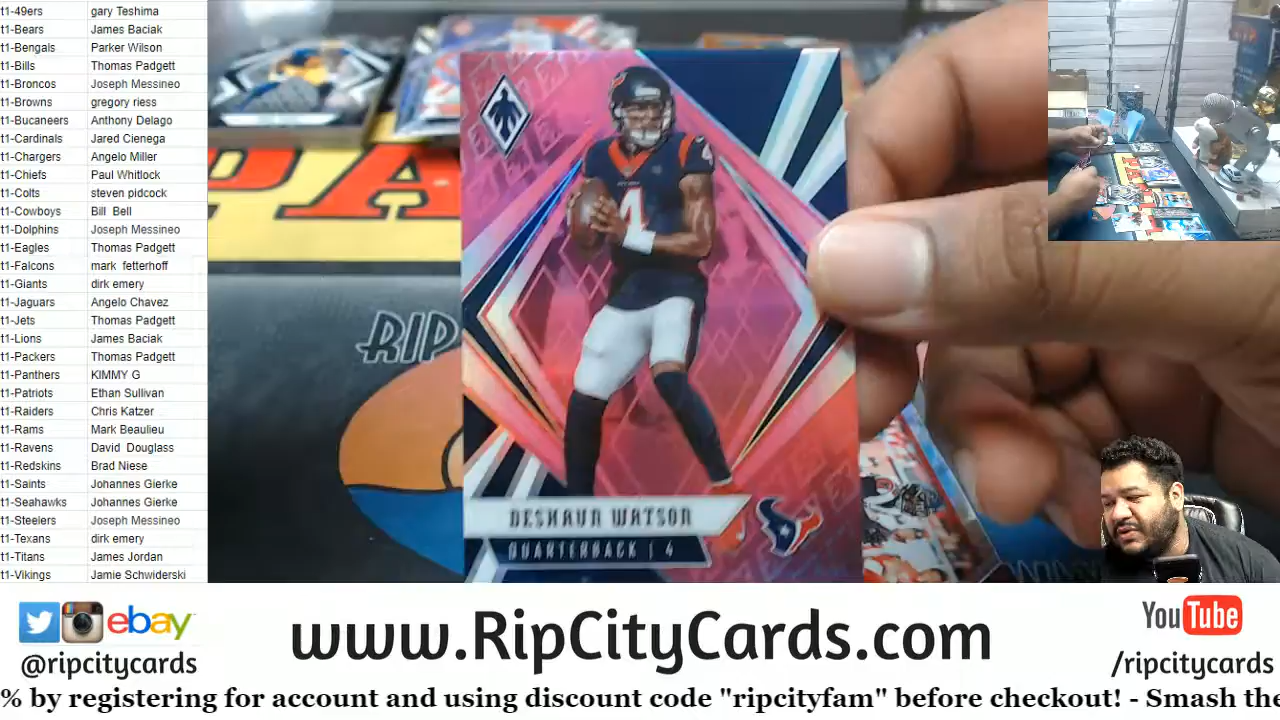 t1-49ers gary Teshima
t1-Bears James Baciak
t1-Bengals Parker Wilson
t1-Bills Thomas Padgett
t1-Broncos Joseph Messineo
t1-Browns gregory riess
t1-Bucaneers Anthony Delago
t1-Cardinals Jared Cienega
t1-Chargers Angelo Miller
t1-Chiefs Paul Whitlock
t1-Colts steven pidcock
t1-Cowboys Bill Bell
t1-Dolphins Joseph Messineo
t1-Eagles Thomas Padgett
t1-Falcons mark fetterhoff
t1-Giants dirk emery
t1-Jaguars Angelo Chavez
t1-Jets Thomas Padgett
t1-Lions James Baciak
t1-Packers Thomas Padgett
t1-Panthers KIMMY G
t1-Patriots Ethan Sullivan
t1-Raiders Chris Katzer
t1-Rams Mark Beaulieu
t1-Ravens David Douglass
t1-Redskins Brad Niese
t1-Saints Johannes Gierke
t1-Seahawks Johannes Gierke
t1-Steelers Joseph Messineo
t1-Texans dirk emery
t1-Titans James Jordan
t1-Vikings Jamie Schwiderski
PA
RIP
4
4
DESHAUN WATSON
QUARTERBACK | 4
ebay
@ripcitycards
www.RipCityCards.com
YouTube
/ripcitycards
% by registering for account and using discount code "ripcityfam" before checkout! - Smash the